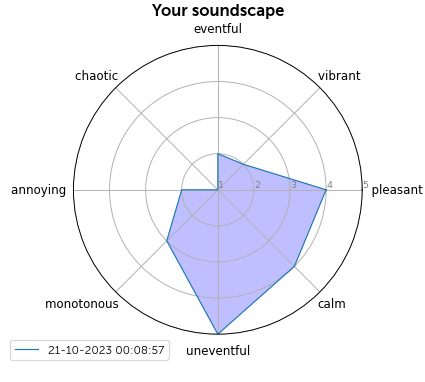 Your soundscape
eventful
chaotic
vibrant
annoying
1 2 3 4 5
pleasant
monotonous
calm
uneventful
21-10-2023 00:08:57